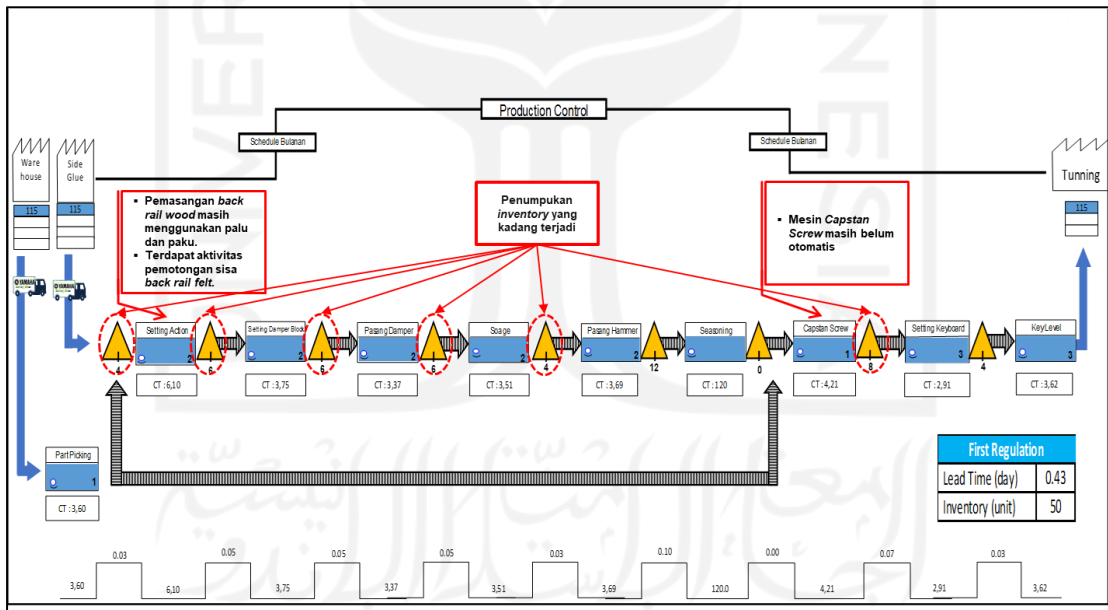 Production Control
Schedule Bulanan
Schedule Bulanan
Ware
house
115
Side
Glue
115
Tunning
115
Pemasangan back
rail wood masih
menggunakan palu
dan paku.
Terdapat aktivitas
pemotongan sisa
back rail felt.
Penumpukan
inventory yang
kadang terjadi
Mesin Capstan
Screw masih belum
otomatis
YAMAHA
YAMAHA
4
Setting Action
2
CT : 6,10
6
Setting Damper Block
2
CT : 3,75
6
Pasang Damper
2
CT : 3,37
6
Soage
2
CT : 3,51
4
Pasang Hammer
2
CT : 3,69
12
Seasoning
CT : 120
0
Capstan Screw
1
CT : 4,21
8
Setting Keyboard
3
CT : 2,91
4
Key Level
3
CT : 3,62
Part Picking
1
CT : 3,60
First Regulation
Lead Time (day) 0.43
Inventory (unit) 50
0.03 0.05 0.05 0.05 0.03 0.10 0.00 0.07 0.03
3,60 6,10 3,75 3,37 3,51 3,69 120.0 4,21 2,91 3,62